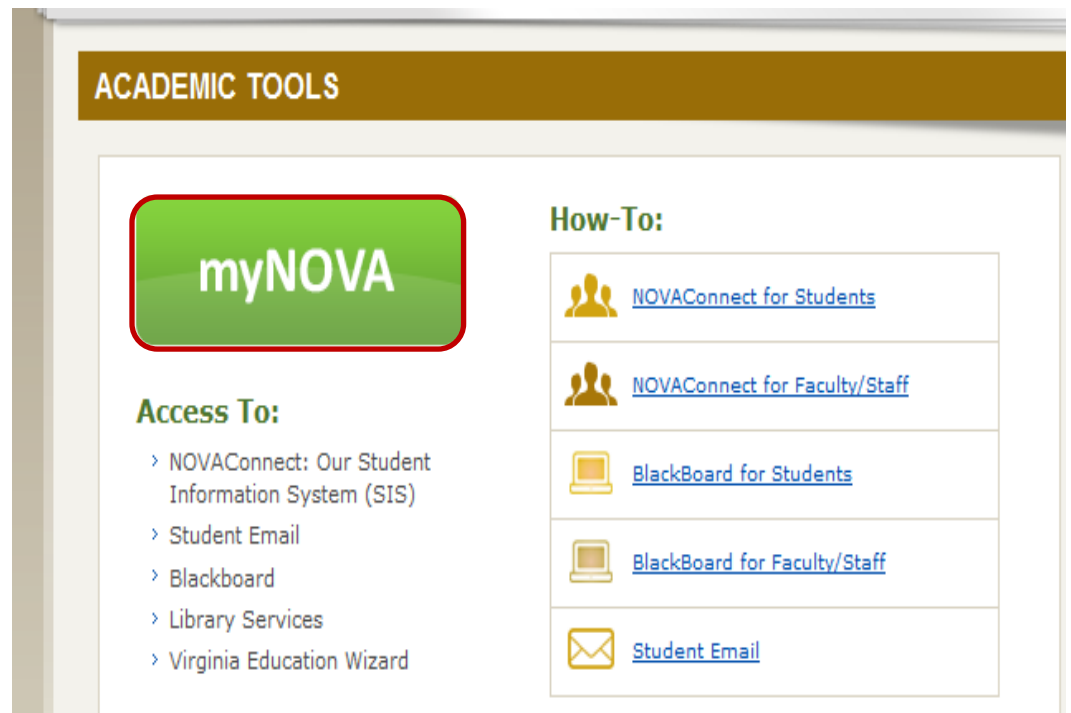 ACADEMIC TOOLS
myNOVA
Access To:
NOVAConnect: Our Student
Information System (SIS)
Student Email
Blackboard
Library Services
Virginia Education Wizard
How-To:
NOVAConnect for Students
NOVAConnect for Faculty/Staff
BlackBoard for Students
BlackBoard for Faculty/Staff
Student Email